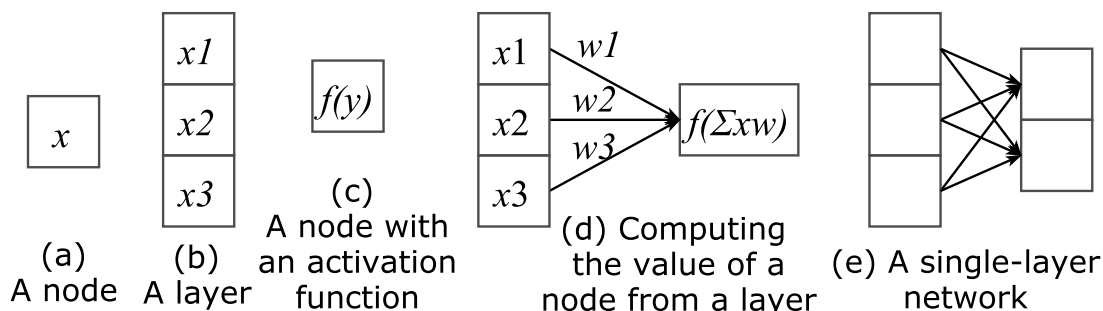 x
(a)
A node
x1
x2
x3
(b)
A layer
f(y)
(c)
A node with
an activation
function
x1
x2
x3
w1
w2
w3
f(Σxw)
(d) Computing
the value of a
node from a layer
(e) A single-layer
network